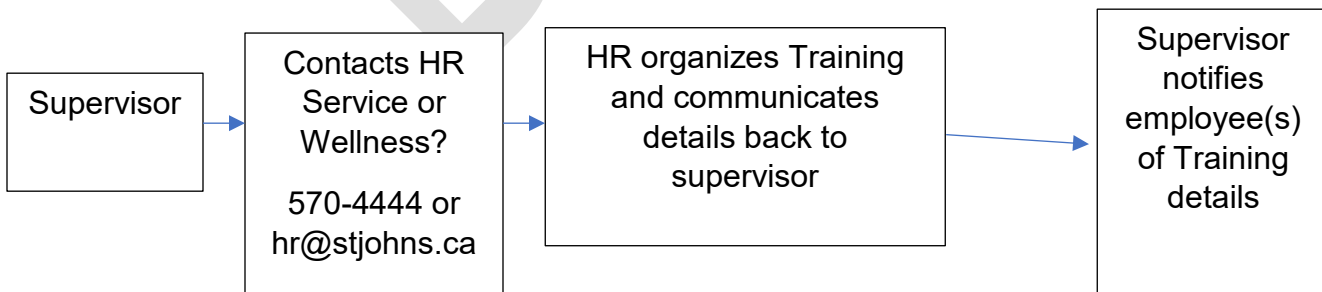 Supervisor
Contacts HR
Service or
Wellness?
570-4444 or
hr@stjohns.ca
HR organizes Training
and communicates
details back to
supervisor
Supervisor
notifies
employee(s)
of Training
details